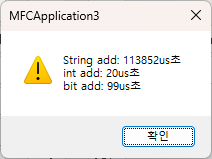 MFCApplication3
String add: 113852us초
int add: 20us초
bit add: 99us초
확인